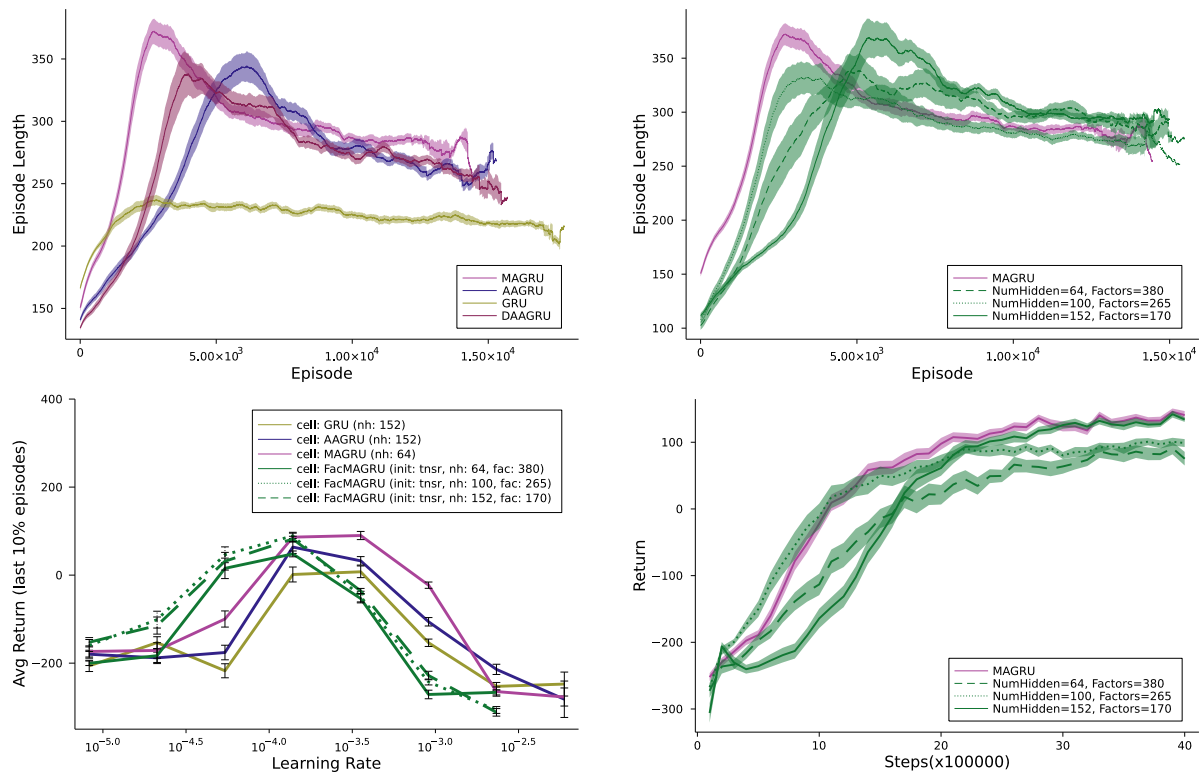 350
300
250
200
150
Episode Length
0
5.00×10³
1.00×10⁴
1.50×10⁴
Episode
MAGRU
AAGRU
GRU
DAAGRU
350
300
250
200
150
100
Episode Length
0
5.00×10³
1.00×10⁴
1.50×10⁴
Episode
MAGRU
NumHidden=64, Factors=380
NumHidden=100, Factors=265
NumHidden=152, Factors=170
400
200
0
−200
Avg Return (last 10% episodes)
cell: GRU (nh: 152)
cell: AAGRU (nh: 152)
cell: MAGRU (nh: 64)
cell: FacMAGRU (init: tnsr, nh: 64, fac: 380)
cell: FacMAGRU (init: tnsr, nh: 100, fac: 265)
cell: FacMAGRU (init: tnsr, nh: 152, fac: 170)
10⁻⁵·⁰
10⁻⁴·⁵
10⁻⁴·⁰
10⁻³·⁵
10⁻³·⁰
10⁻²·⁵
Learning Rate
100
0
−100
−200
−300
Return
MAGRU
NumHidden=64, Factors=380
NumHidden=100, Factors=265
NumHidden=152, Factors=170
0
10
20
30
40
Steps(x100000)